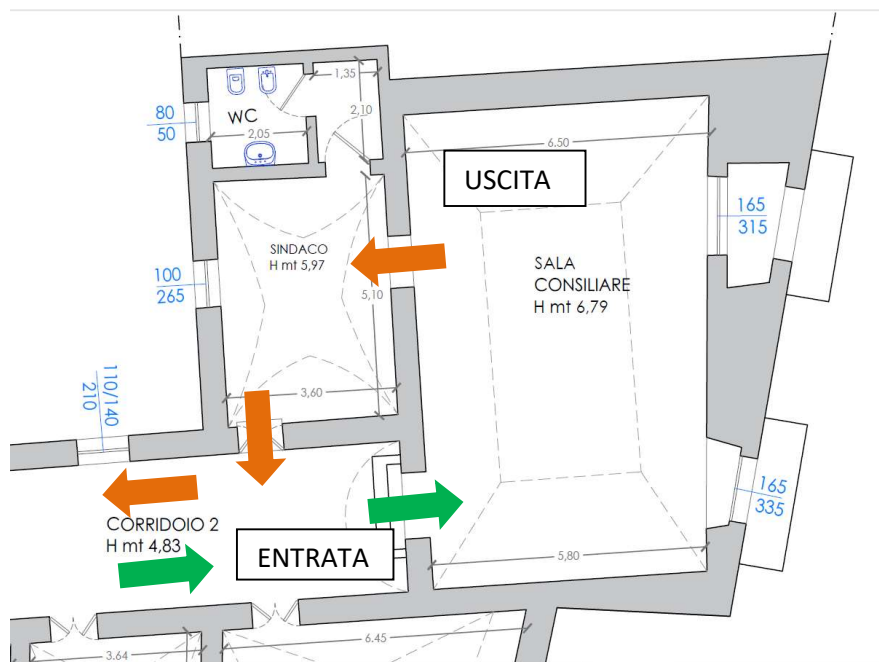 1,35
80
50
WC
2,10
2,05
6.50
USCITA
165
315
SINDACO
H mt 5,97
SALA
CONSILIARE
H mt 6,79
100
265
5,10
110/140
210
3,60
165
335
CORRIDOIO 2
H mt 4,83
ENTRATA
5,80
6.45
3.64